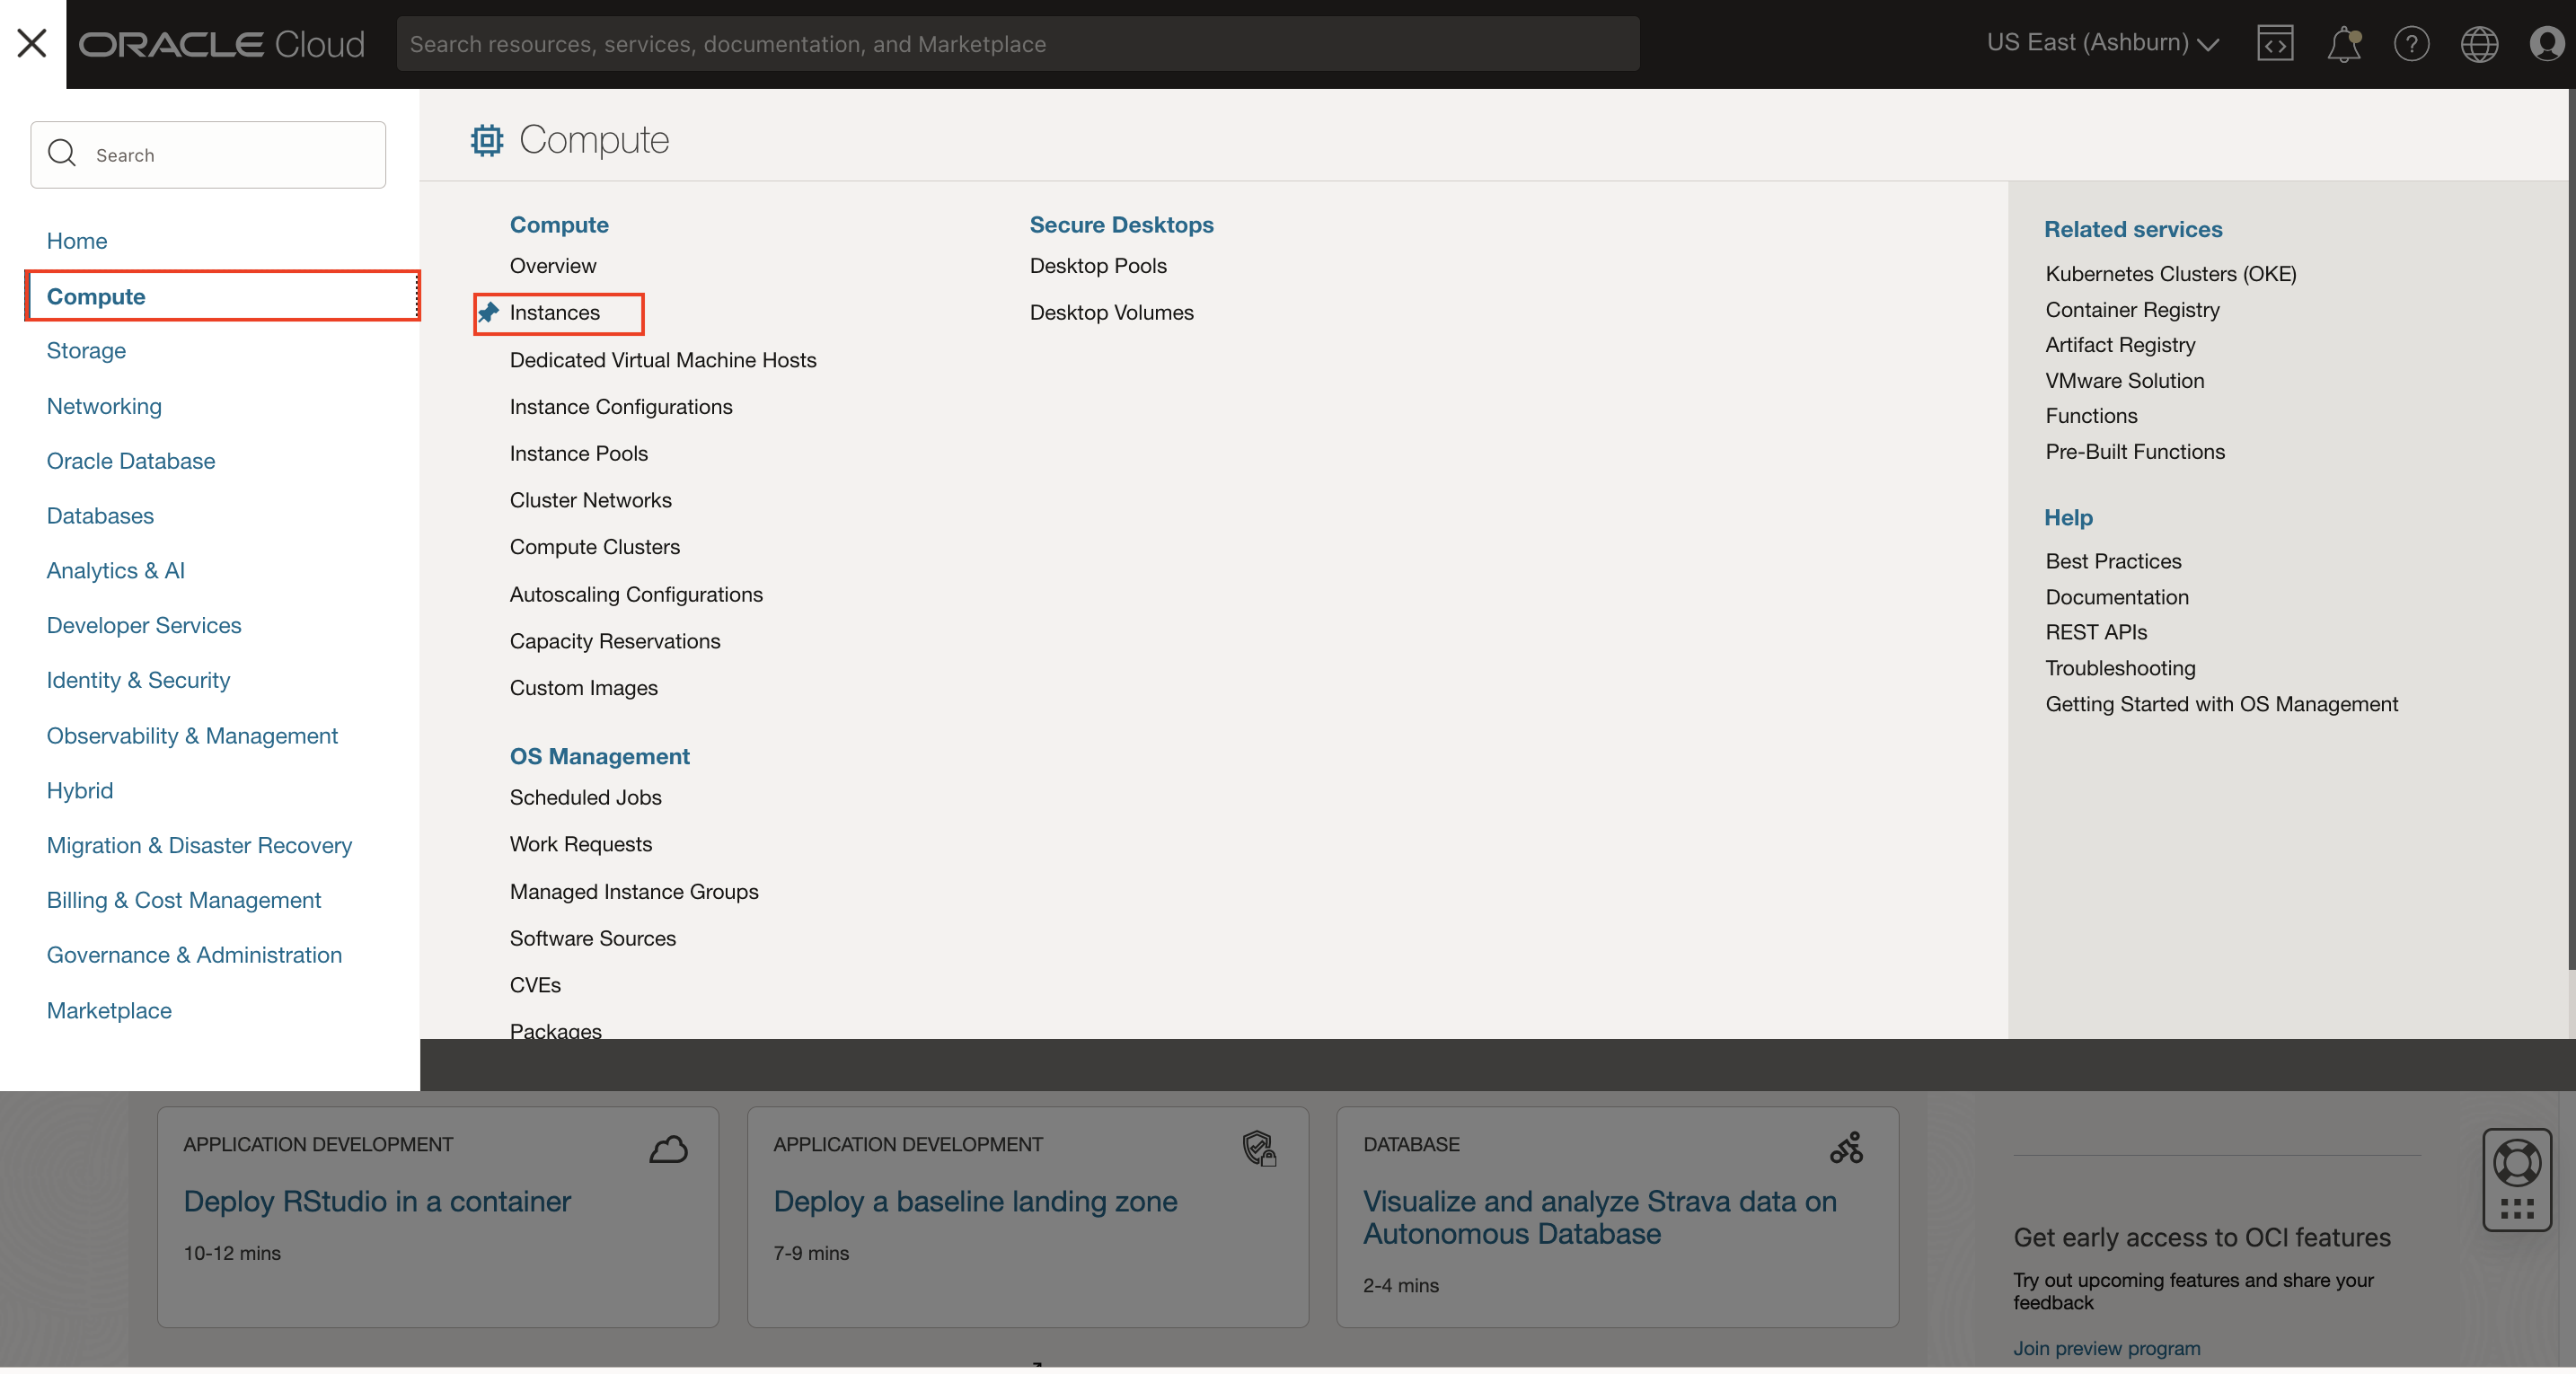 ORACLE Cloud
Search resources, services, documentation, and Marketplace
US East (Ashburn)
Search
Home
Compute
Storage
Networking
Oracle Database
Databases
Analytics & AI
Developer Services
Identity & Security
Observability & Management
Hybrid
Migration & Disaster Recovery
Billing & Cost Management
Governance & Administration
Marketplace
Compute
Compute
Overview
Instances
Dedicated Virtual Machine Hosts
Instance Configurations
Instance Pools
Cluster Networks
Compute Clusters
Autoscaling Configurations
Capacity Reservations
Custom Images
OS Management
Scheduled Jobs
Work Requests
Managed Instance Groups
Software Sources
CVEs
Packages
Secure Desktops
Desktop Pools
Desktop Volumes
Related services
Kubernetes Clusters (OKE)
Container Registry
Artifact Registry
VMware Solution
Functions
Pre-Built Functions
Help
Best Practices
Documentation
REST APIs
Troubleshooting
Getting Started with OS Management
APPLICATION DEVELOPMENT
Deploy RStudio in a container
10-12 mins
APPLICATION DEVELOPMENT
Deploy a baseline landing zone
7-9 mins
DATABASE
Visualize and analyze Strava data on
Autonomous Database
2-4 mins
Get early access to OCI features
Try out upcoming features and share your
feedback
Join preview program